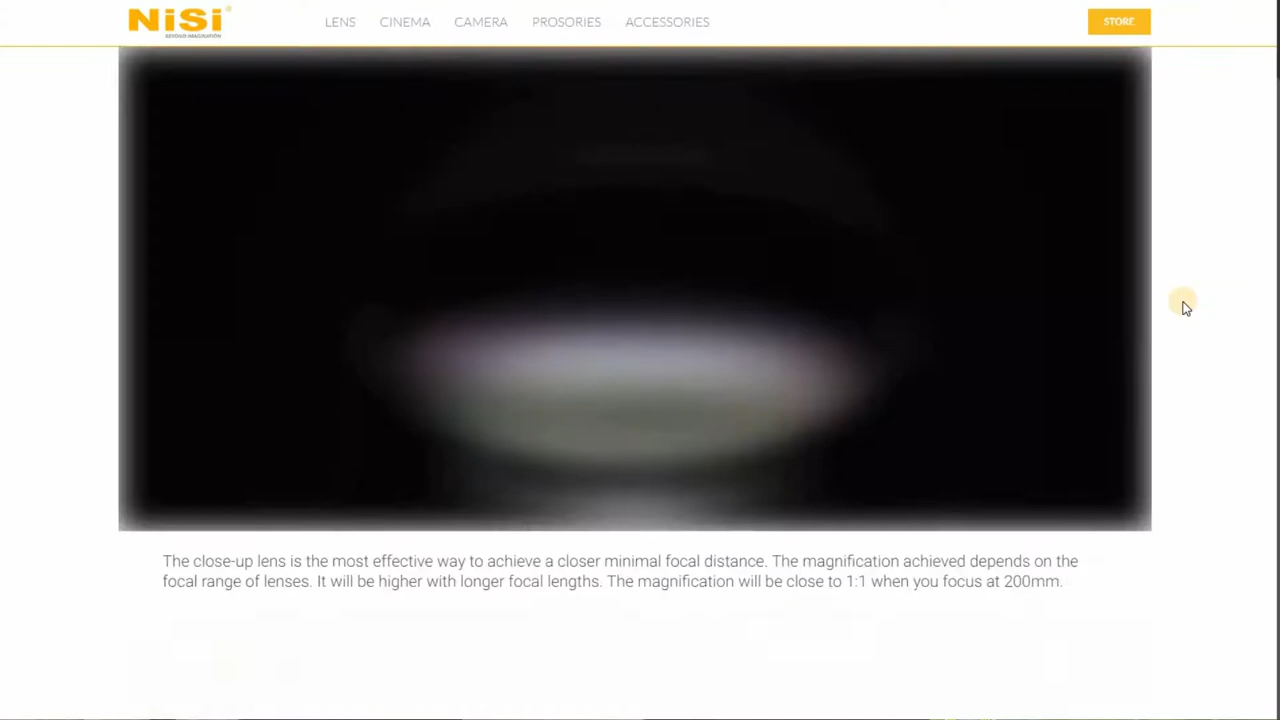 NiSi
BEYOND IMAGINATION
LENS CINEMA CAMERA PROSORIES ACCESSORIES
STORE
The close-up lens is the most effective way to achieve a closer minimal focal distance. The magnification achieved depends on the
focal range of lenses. It will be higher with longer focal lengths. The magnification will be close to 1:1 when you focus at 200mm.